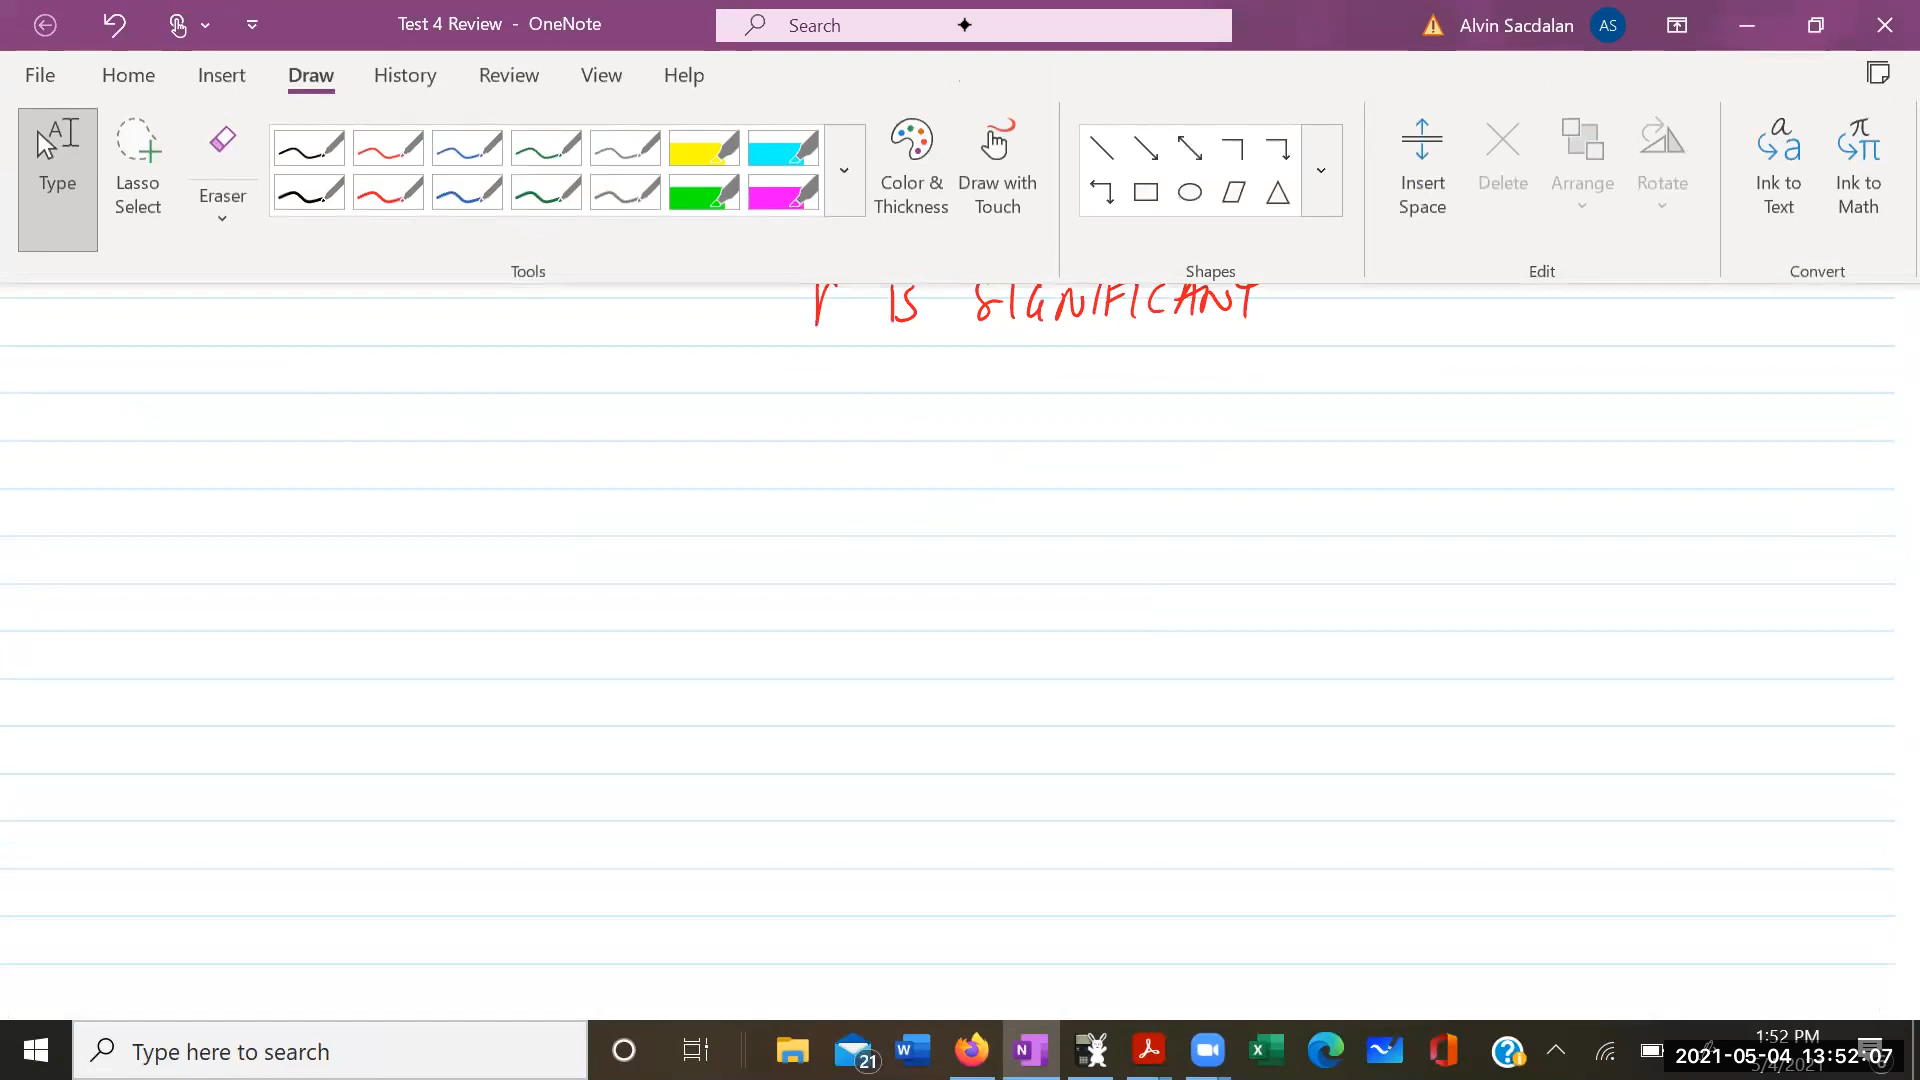 Test 4 Review - OneNote
Search
Alvin Sacdalan
AS
File Home Insert Draw History Review View Help
Type
Lasso Select
Eraser
Color & Thickness
Draw with Touch
Insert Space
Delete
Arrange
Rotate
Ink to Text
Ink to Math
Tools
Shapes
Edit
Convert
r IS SIGNIFICANT
Type here to search
21
1:52 PM
2021-05-04 13:52:07